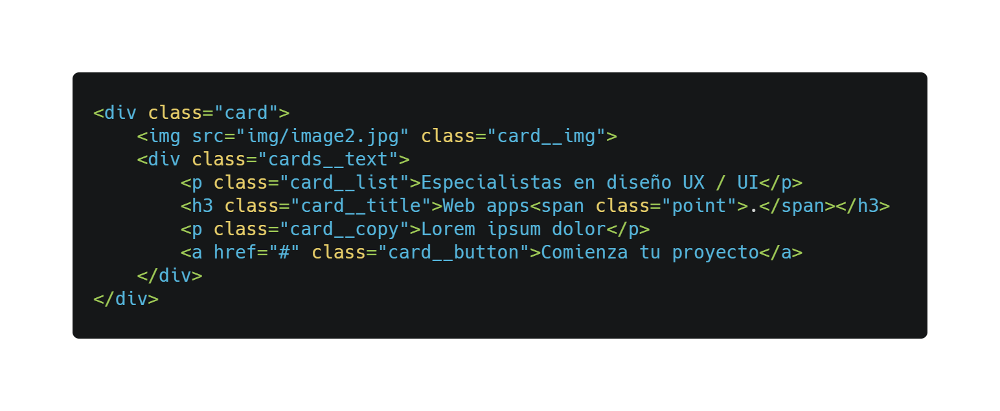 <div class="card">
    <img src="img/image2.jpg" class="card__img">
    <div class="cards__text">
        <p class="card__list">Especialistas en diseño UX / UI</p>
        <h3 class="card__title">Web apps<span class="point">.</span></h3>
        <p class="card__copy">Lorem ipsum dolor</p>
        <a href="#" class="card__button">Comienza tu proyecto</a>
    </div>
</div>